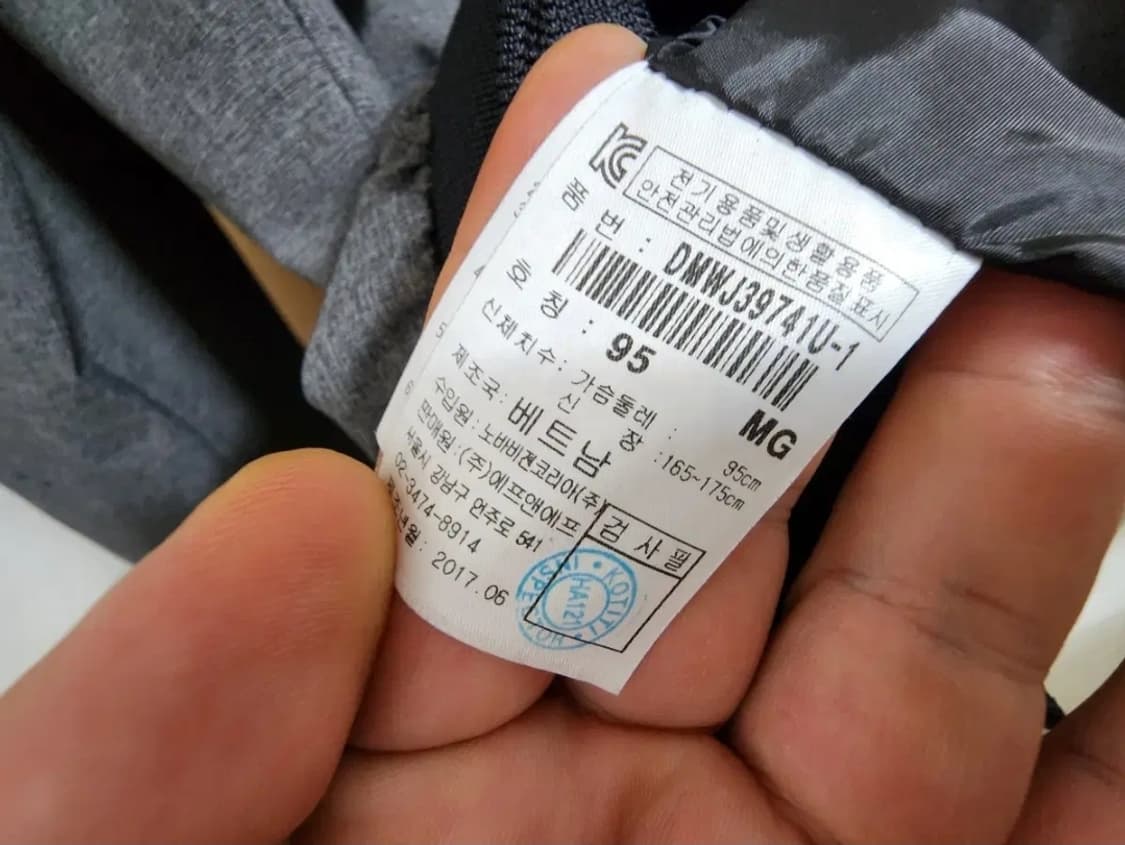 KC
전기용품및생활용품
안전관리법에의한품질표시
품 번 : DMWJ39741U-1
호 칭 : 95 MG
신체치수 : 가슴둘레 : 95cm
신 장 : 165~175cm
제조국 : 베트남
수입원 : 노바비젼코리아(주)
판매원 : (주)에프앤에프
서울시 강남구 언주로 541
02-3474-8914
년월 : 2017.06
검사필
KOTITI
INSPECTOR
HA121